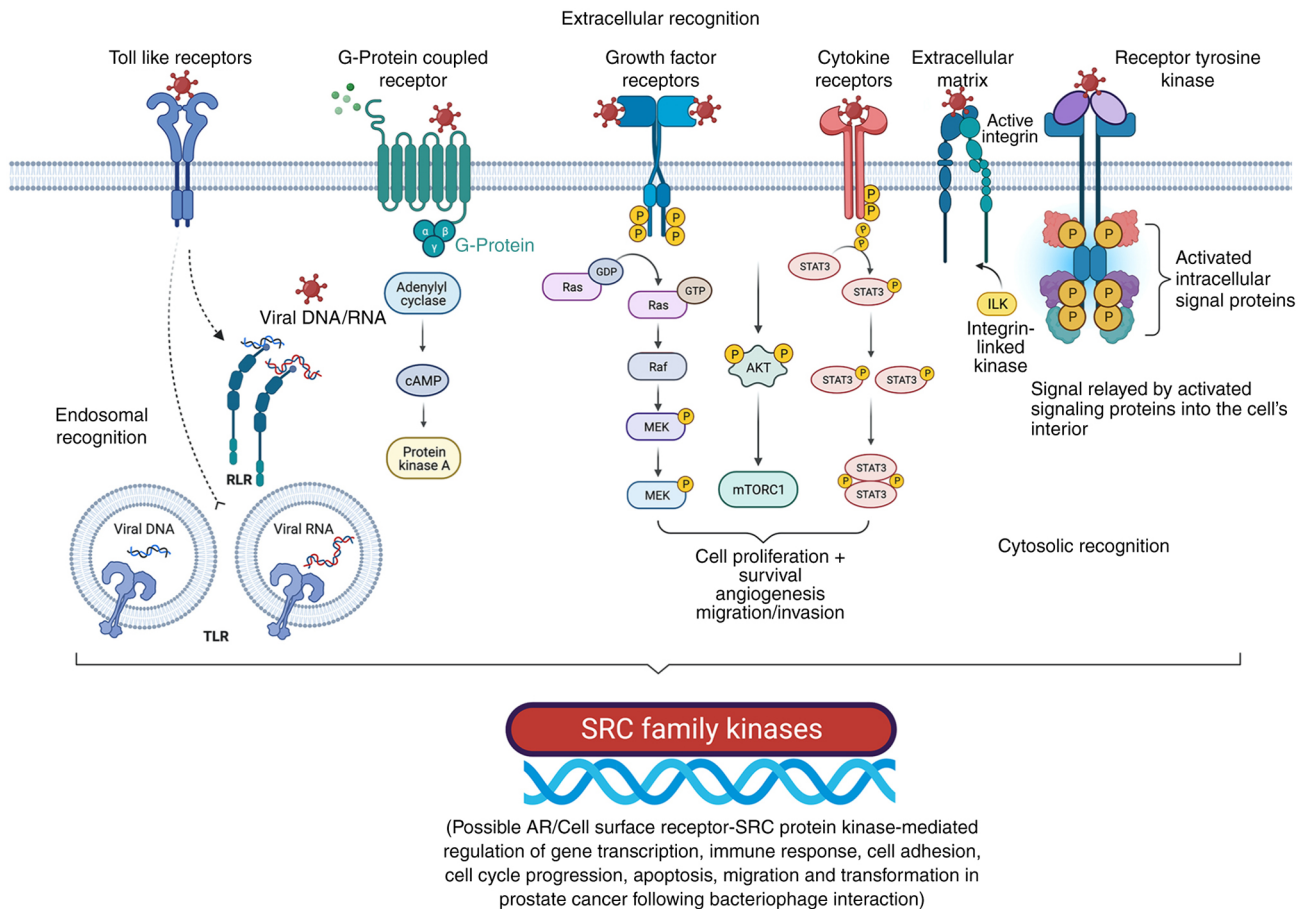 Extracellular recognition
Toll like receptors
G-Protein coupled
receptor
Growth factor
receptors
Cytokine
receptors
Extracellular
matrix
Receptor tyrosine
kinase
Active
integrin
P
P
P
P
P
P
P
P
α
β
γ
G-Protein
P
P
P
P
P
P
Activated
intracellular
signal proteins
Adenylyl
cyclase
cAMP
Protein
kinase A
Viral DNA/RNA
Endosomal
recognition
RLR
Viral DNA
Viral RNA
TLR
Ras
GDP
Ras
GTP
Raf
MEK
P
MEK
P
P
P
AKT
mTORC1
STAT3
STAT3
P
STAT3
P
STAT3
P
STAT3
P
P
STAT3
ILK
Integrin-
linked
kinase
Signal relayed by activated
signaling proteins into the cell's
interior
Cell proliferation +
survival
angiogenesis
migration/invasion
Cytosolic recognition
SRC family kinases
(Possible AR/Cell surface receptor-SRC protein kinase-mediated
regulation of gene transcription, immune response, cell adhesion,
cell cycle progression, apoptosis, migration and transformation in
prostate cancer following bacteriophage interaction)